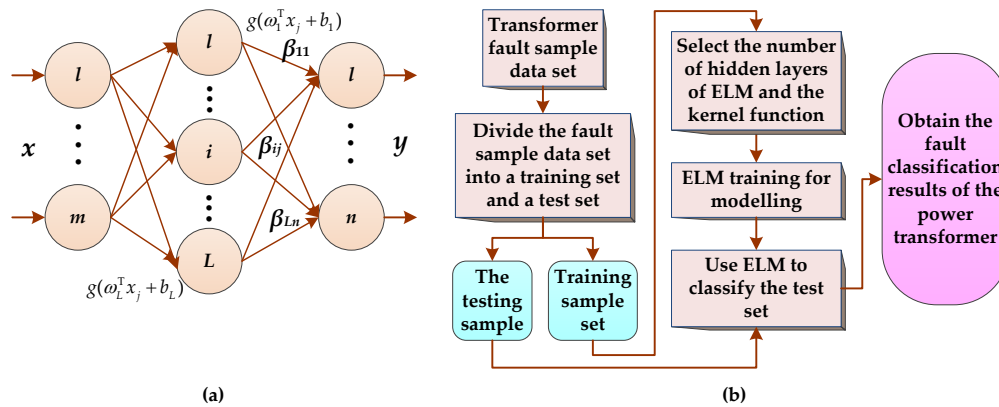 g(ω₁ᵀxⱼ + b₁)
l
l
l
β₁₁
x
i
βᵢⱼ
y
m
n
β_Ln
L
g(ω_Lᵀxⱼ + b_L)
(a)
Transformer
fault sample
data set
Divide the fault
sample data set
into a training set
and a test set
The
testing
sample
Training
sample
set
Select the number
of hidden layers
of ELM and the
kernel function
ELM training for
modelling
Use ELM to
classify the test
set
Obtain the
fault
classification
results of the
power
transformer
(b)